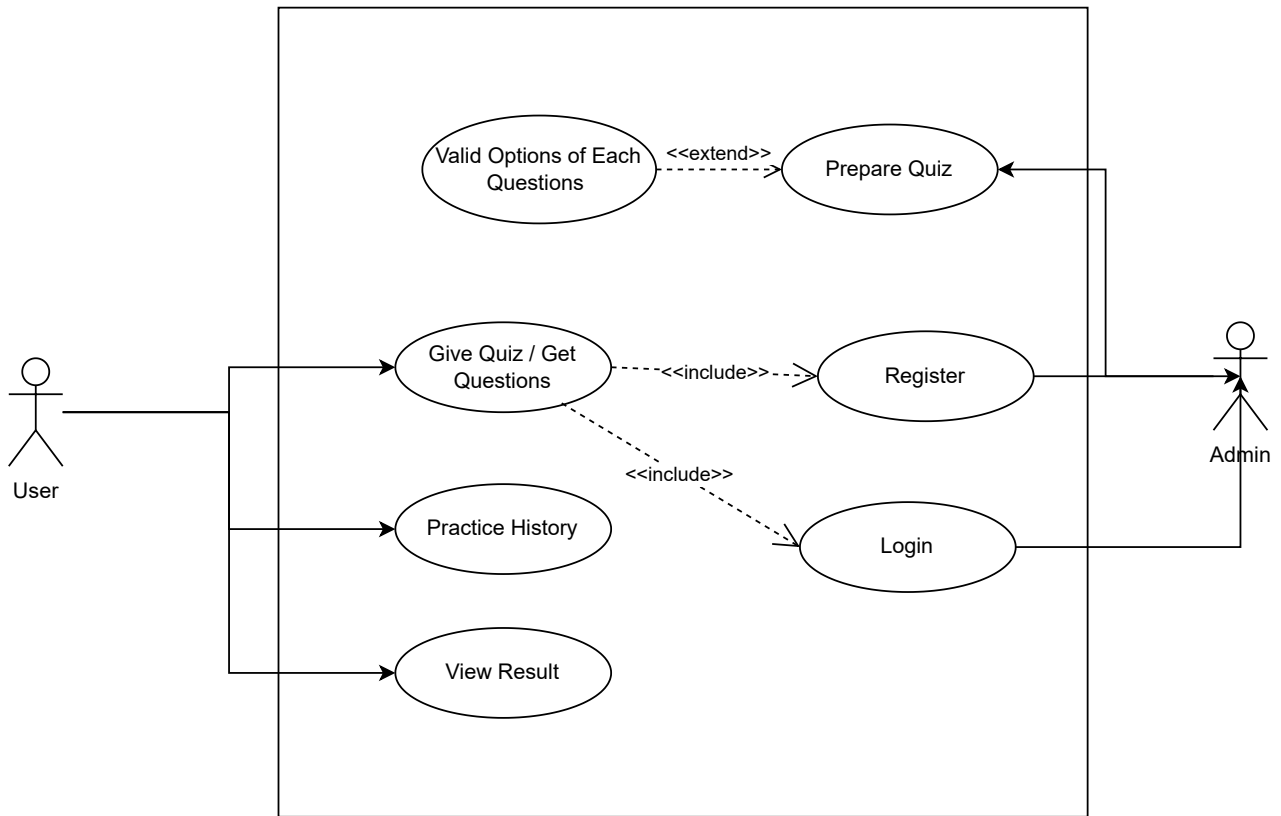 Valid Options of Each
Questions
<<extend>>
Prepare Quiz
Give Quiz / Get
Questions
<<include>>
Register
Admin
User
<<include>>
Practice History
Login
View Result